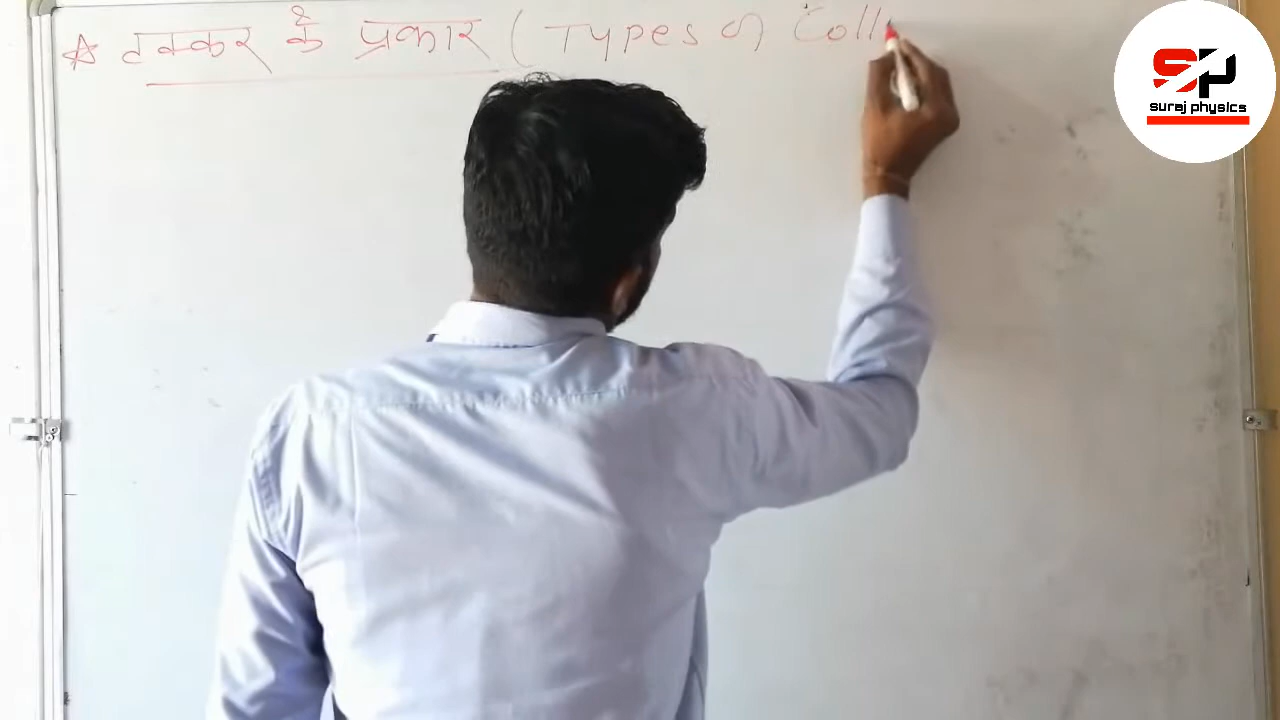 ☆ टक्कर के प्रकार ( Types of Coll
SP
suraj physics